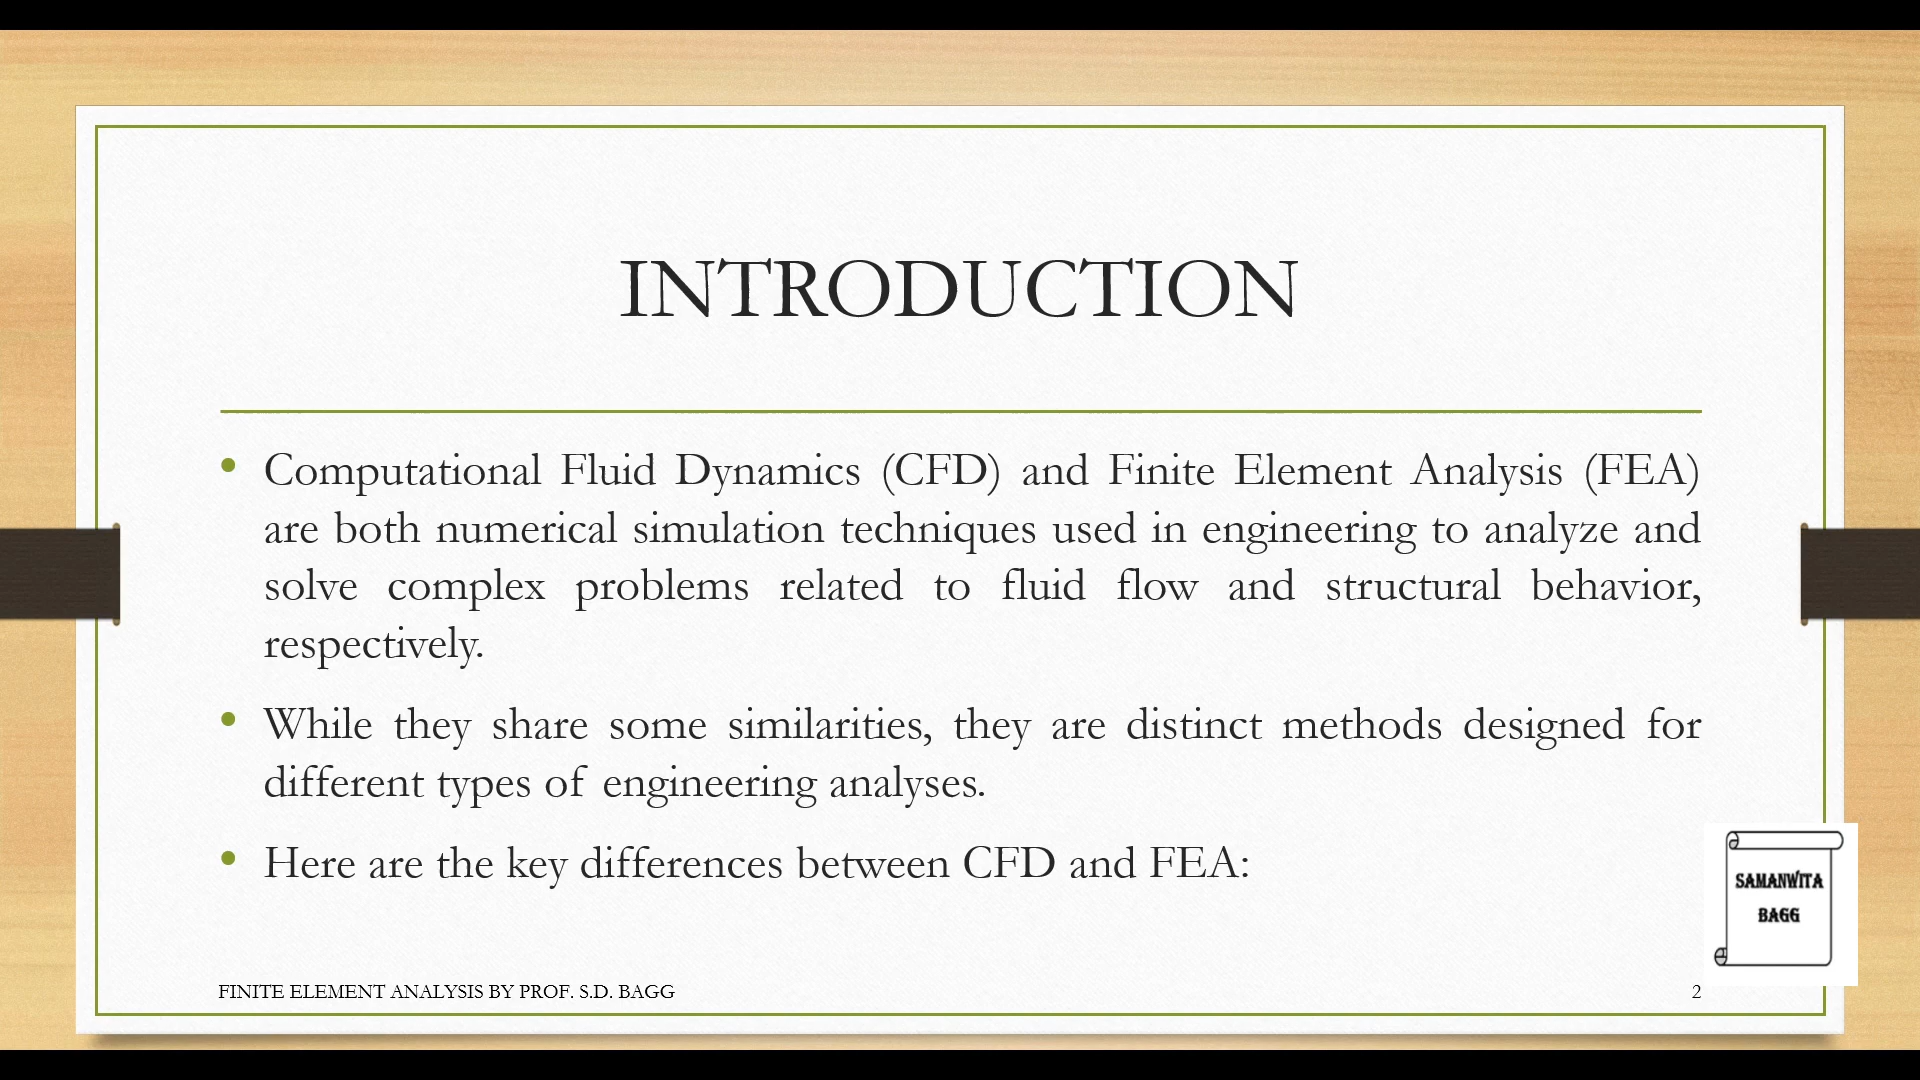 INTRODUCTION
• Computational Fluid Dynamics (CFD) and Finite Element Analysis (FEA)
are both numerical simulation techniques used in engineering to analyze and
solve complex problems related to fluid flow and structural behavior,
respectively.
• While they share some similarities, they are distinct methods designed for
different types of engineering analyses.
• Here are the key differences between CFD and FEA:
SAMANWITA
BAGG
FINITE ELEMENT ANALYSIS BY PROF. S.D. BAGG
2